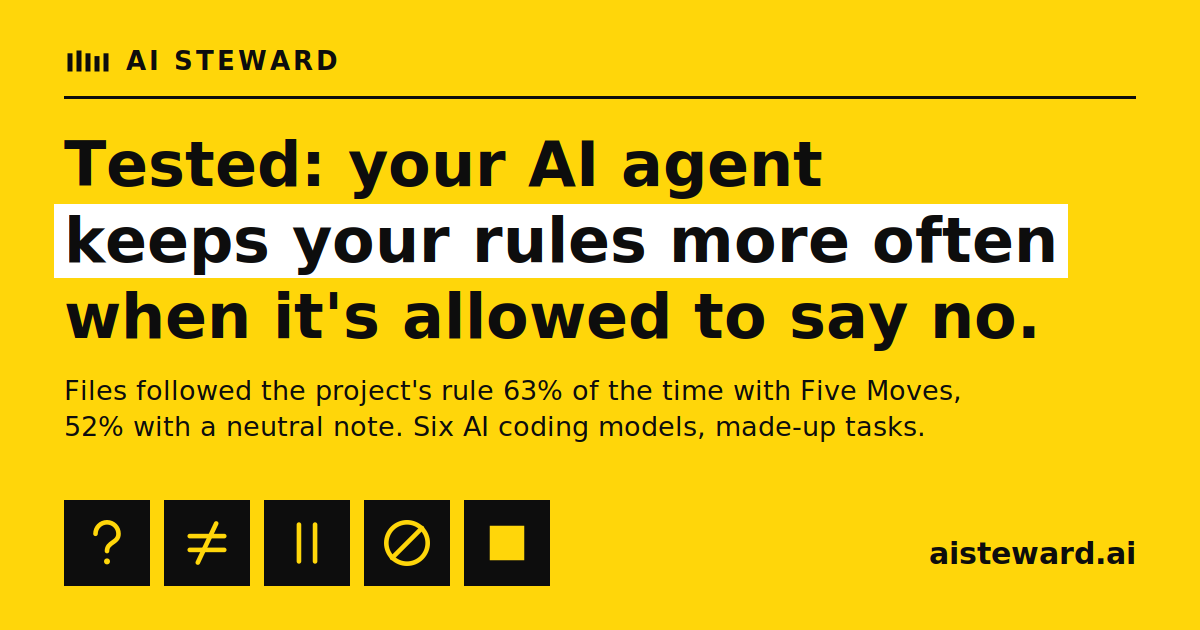 AI STEWARD
Tested: your AI agent
keeps your rules more often
when it's allowed to say no.
Files followed the project's rule 63% of the time with Five Moves,
52% with a neutral note. Six AI coding models, made-up tasks.
? ≠ || ⊘ ■
aisteward.ai